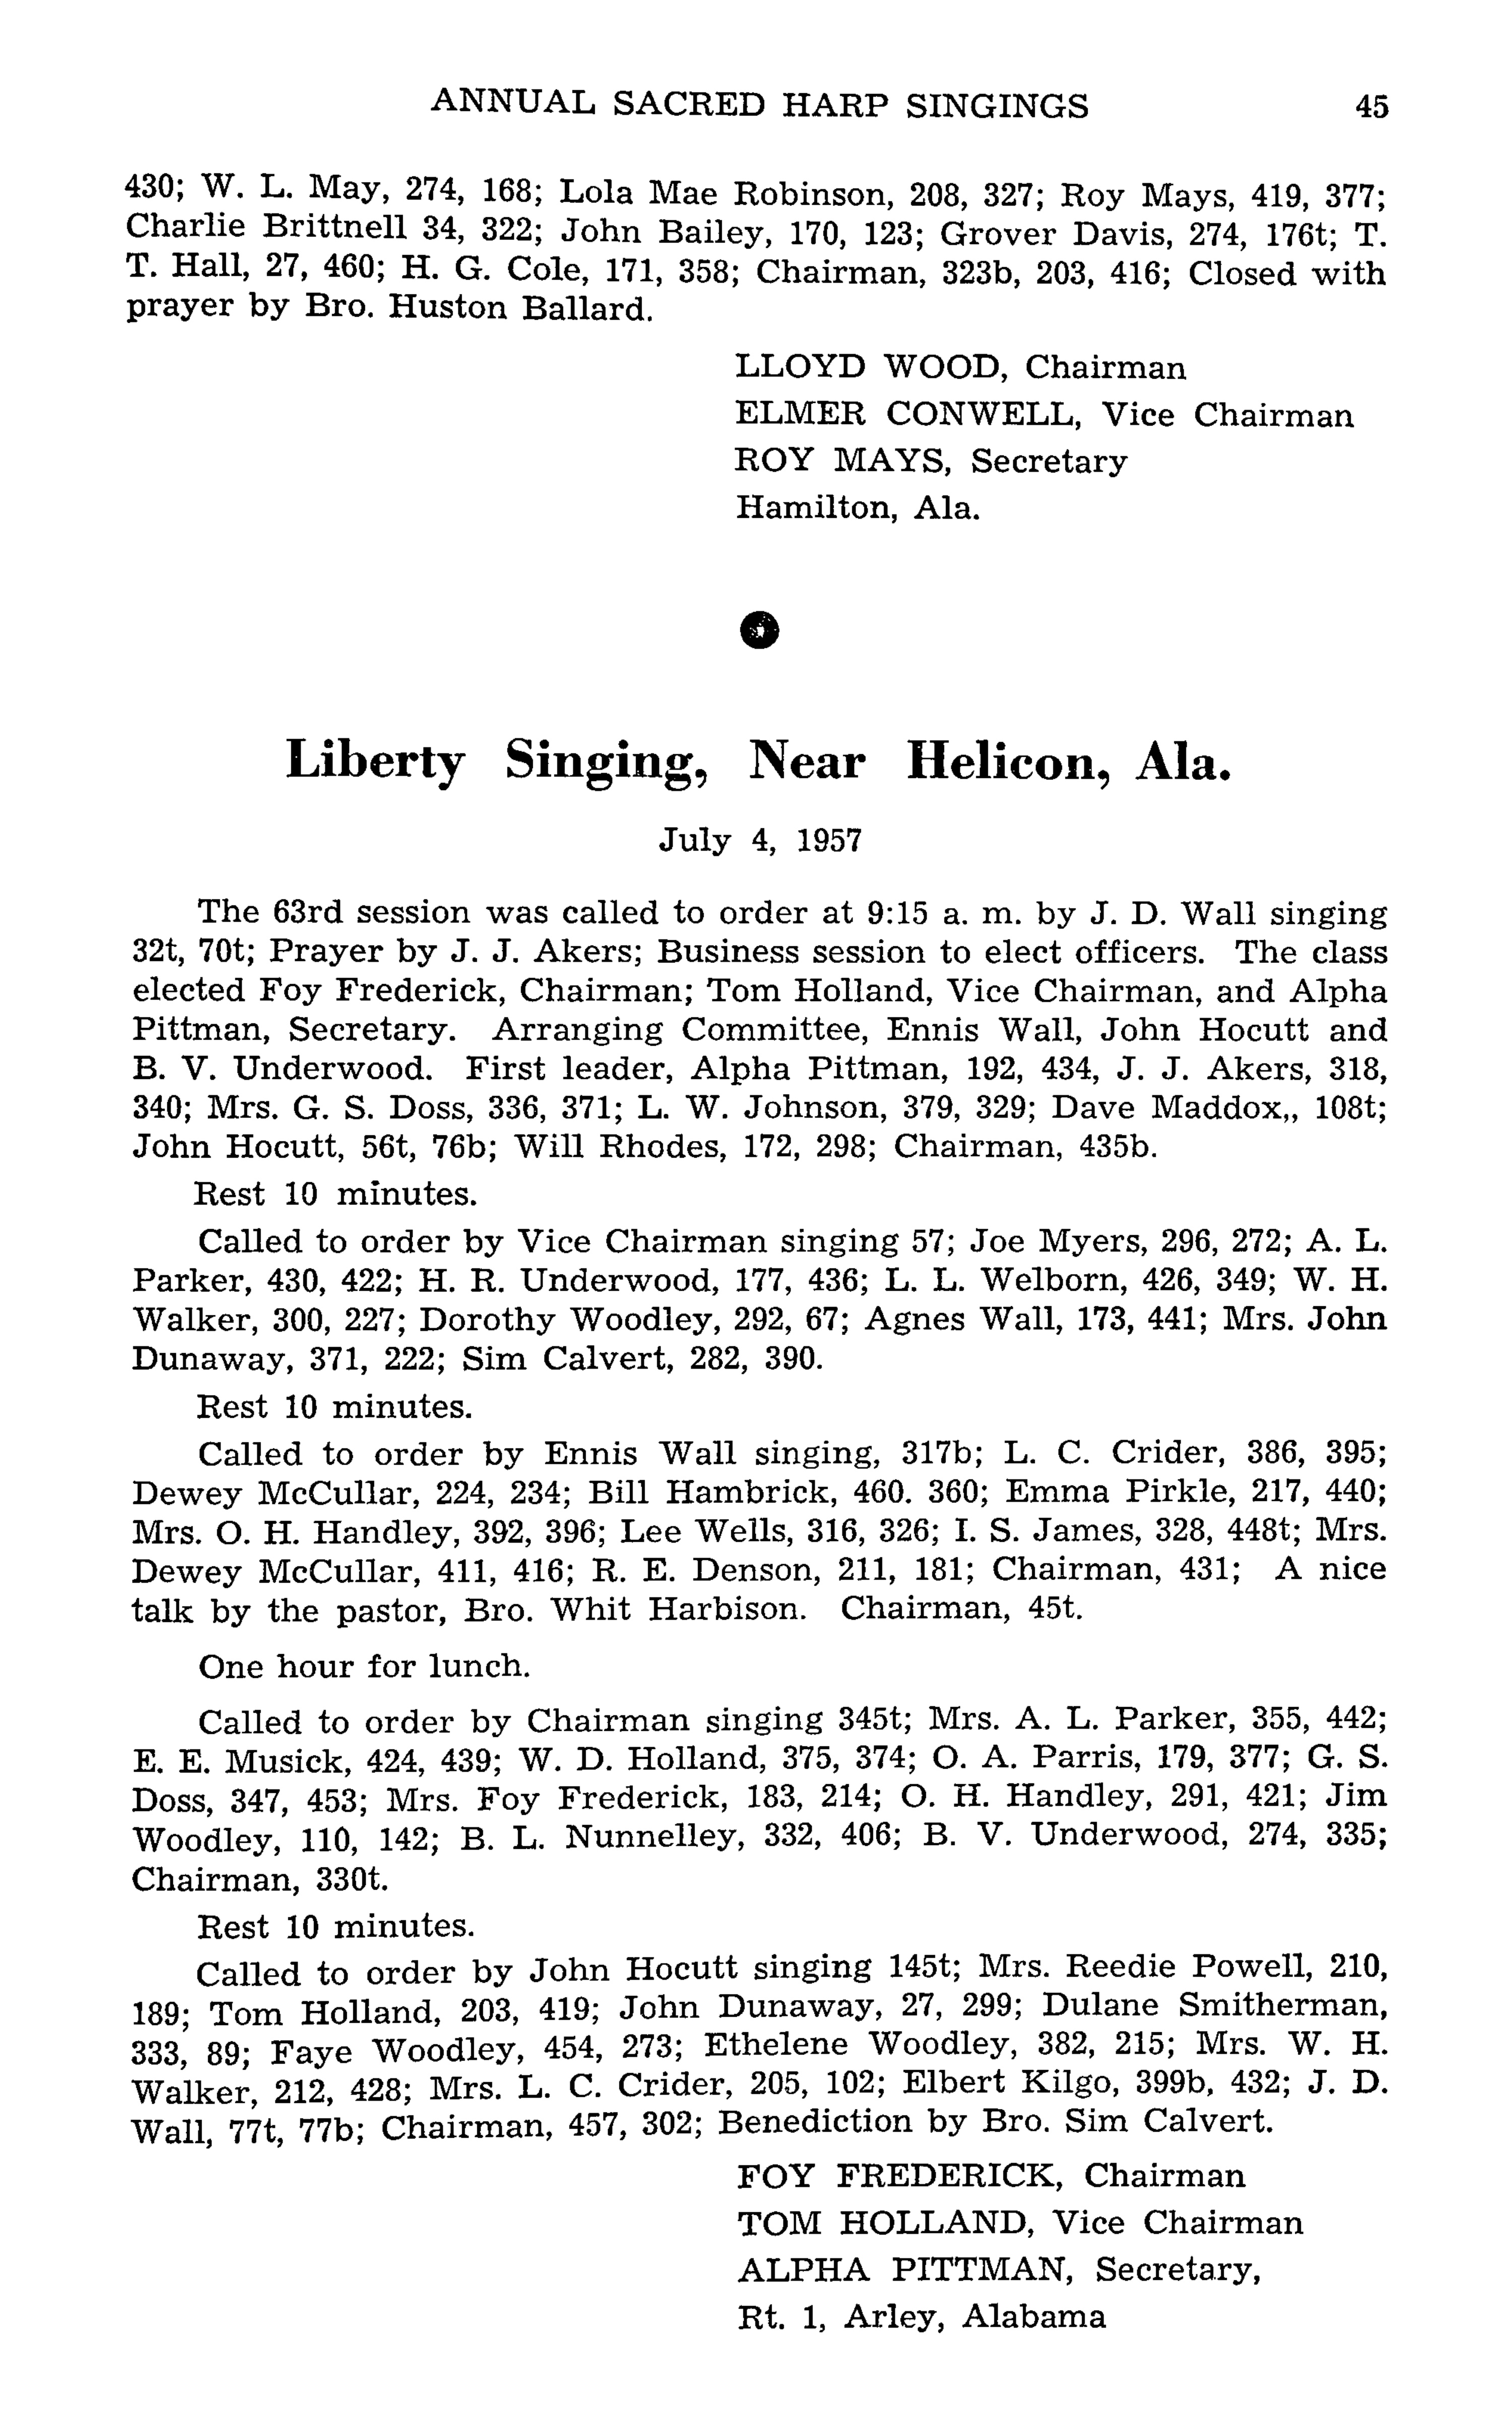 ANNUAL SACRED HARP SINGINGS 45
430; W. L. May, 274, 168; Lola Mae Robinson, 208, 327; Roy Mays, 419, 377;
Charlie Brittnell 34, 322; John Bailey, 170, 123; Grover Davis, 274, 176t; T.
T. Hall, 27, 460; H. G. Cole, 171, 358; Chairman, 323b, 203, 416; Closed with
prayer by Bro. Huston Ballard.
LLOYD WOOD, Chairman
ELMER CONWELL, Vice Chairman
ROY MAYS, Secretary
Hamilton, Ala.
Liberty Singing, Near Helicon, Ala.
July 4, 1957
The 63rd session was called to order at 9:15 a. m. by J. D. Wall singing
32t, 70t; Prayer by J. J. Akers; Business session to elect officers. The class
elected Foy Frederick, Chairman; Tom Holland, Vice Chairman, and Alpha
Pittman, Secretary. Arranging Committee, Ennis Wall, John Hocutt and
B. V. Underwood. First leader, Alpha Pittman, 192, 434, J. J. Akers, 318,
340; Mrs. G. S. Doss, 336, 371; L. W. Johnson, 379, 329; Dave Maddox,, 108t;
John Hocutt, 56t, 76b; Will Rhodes, 172, 298; Chairman, 435b.
Rest 10 minutes.
Called to order by Vice Chairman singing 57; Joe Myers, 296, 272; A. L.
Parker, 430, 422; H. R. Underwood, 177, 436; L. L. Welborn, 426, 349; W. H.
Walker, 300, 227; Dorothy Woodley, 292, 67; Agnes Wall, 173, 441; Mrs. John
Dunaway, 371, 222; Sim Calvert, 282, 390.
Rest 10 minutes.
Called to order by Ennis Wall singing, 317b; L. C. Crider, 386, 395;
Dewey McCullar, 224, 234; Bill Hambrick, 460. 360; Emma Pirkle, 217, 440;
Mrs. O. H. Handley, 392, 396; Lee Wells, 316, 326; I. S. James, 328, 448t; Mrs.
Dewey McCullar, 411, 416; R. E. Denson, 211, 181; Chairman, 431; A nice
talk by the pastor, Bro. Whit Harbison. Chairman, 45t.
One hour for lunch.
Called to order by Chairman singing 345t; Mrs. A. L. Parker, 355, 442;
E. E. Musick, 424, 439; W. D. Holland, 375, 374; O. A. Parris, 179, 377; G. S.
Doss, 347, 453; Mrs. Foy Frederick, 183, 214; O. H. Handley, 291, 421; Jim
Woodley, 110, 142; B. L. Nunnelley, 332, 406; B. V. Underwood, 274, 335;
Chairman, 330t.
Rest 10 minutes.
Called to order by John Hocutt singing 145t; Mrs. Reedie Powell, 210,
189; Tom Holland, 203, 419; John Dunaway, 27, 299; Dulane Smitherman,
333, 89; Faye Woodley, 454, 273; Ethelene Woodley, 382, 215; Mrs. W. H.
Walker, 212, 428; Mrs. L. C. Crider, 205, 102; Elbert Kilgo, 399b, 432; J. D.
Wall, 77t, 77b; Chairman, 457, 302; Benediction by Bro. Sim Calvert.
FOY FREDERICK, Chairman
TOM HOLLAND, Vice Chairman
ALPHA PITTMAN, Secretary,
Rt. 1, Arley, Alabama